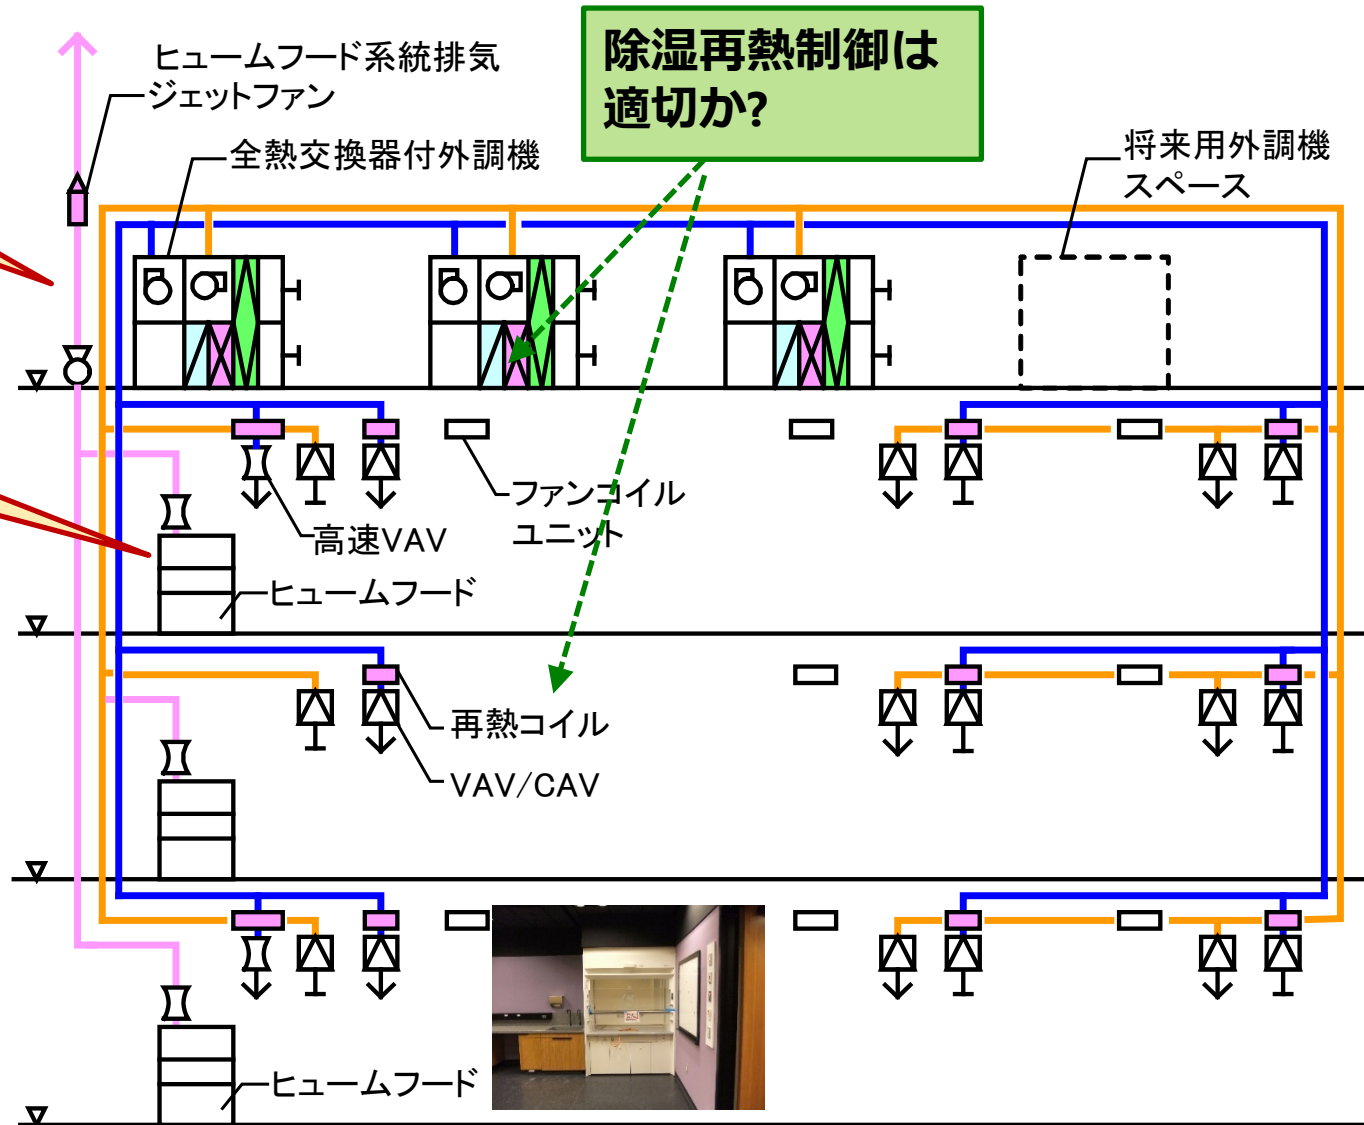 除湿再熱制御は
適切か?
ヒュームフード系統排気
ジェットファン
全熱交換器付外調機
将来用外調機
スペース
ファンコイル
ユニット
高速VAV
ヒュームフード
再熱コイル
VAV/CAV
ヒュームフード